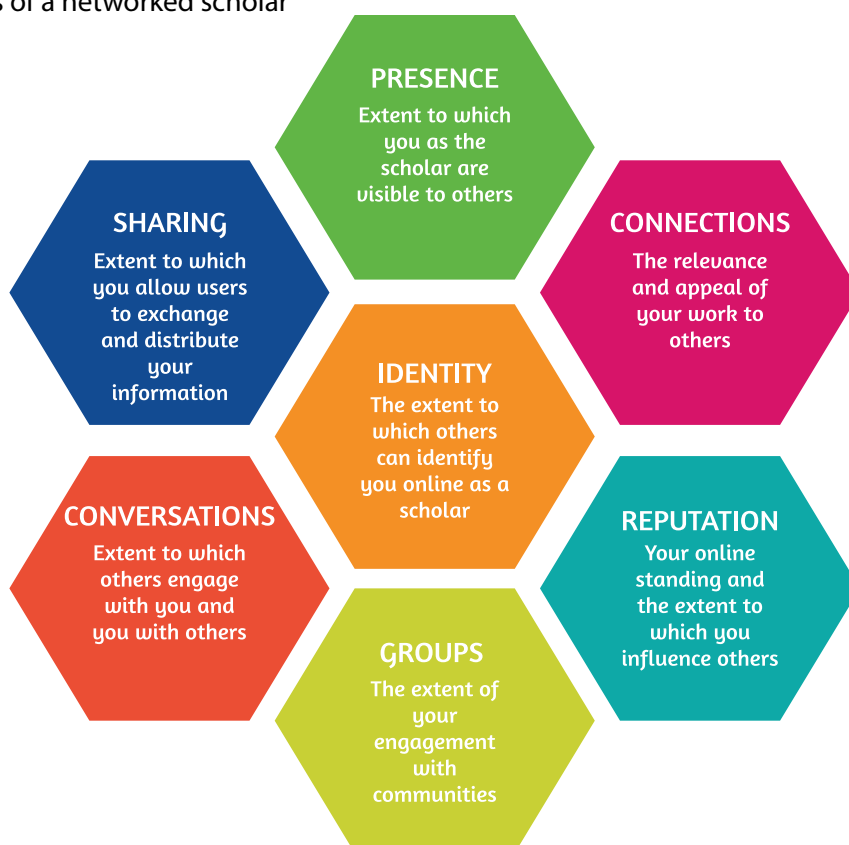 of a networked scholar
PRESENCE
Extent to which
you as the
scholar are
visible to others
SHARING
Extent to which
you allow users
to exchange
and distribute
your
information
CONNECTIONS
The relevance
and appeal of
your work to
others
IDENTITY
The extent to
which others
can identify
you online as a
scholar
CONVERSATIONS
Extent to which
others engage
with you and
you with others
REPUTATION
Your online
standing and
the extent to
which you
influence others
GROUPS
The extent of
your
engagement
with
communities